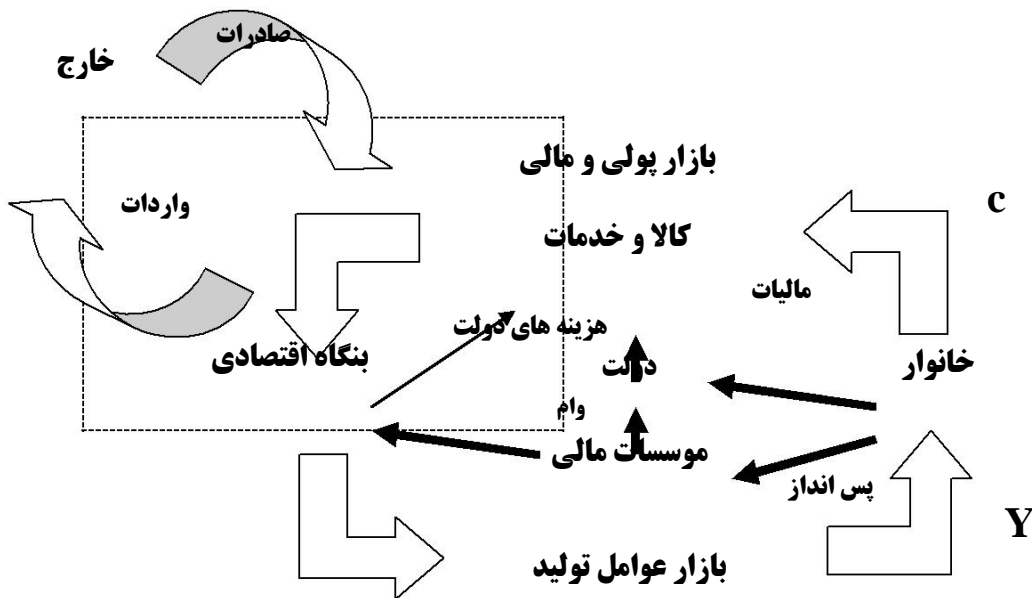 صادرات
خارج
بازار پولی و مالی
c
واردات
کالا و خدمات
مالیات
هزینه های دولت
بنگاه اقتصادی
دولت
خانوار
وام
موسسات مالی
پس انداز
Y
بازار عوامل تولید